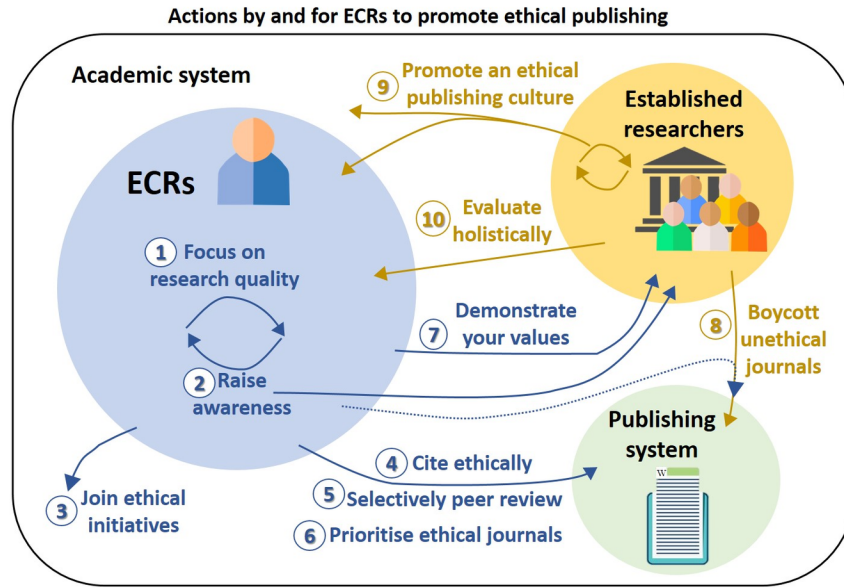 Actions by and for ECRs to promote ethical publishing
Academic system
ECRs
1 Focus on
research quality
2 Raise
awareness
3 Join ethical
initiatives
4 Cite ethically
5 Selectively peer review
6 Prioritise ethical journals
7 Demonstrate
your values
8 Boycott
unethical
journals
9 Promote an ethical
publishing culture
10 Evaluate
holistically
Established
researchers
Publishing
system
W